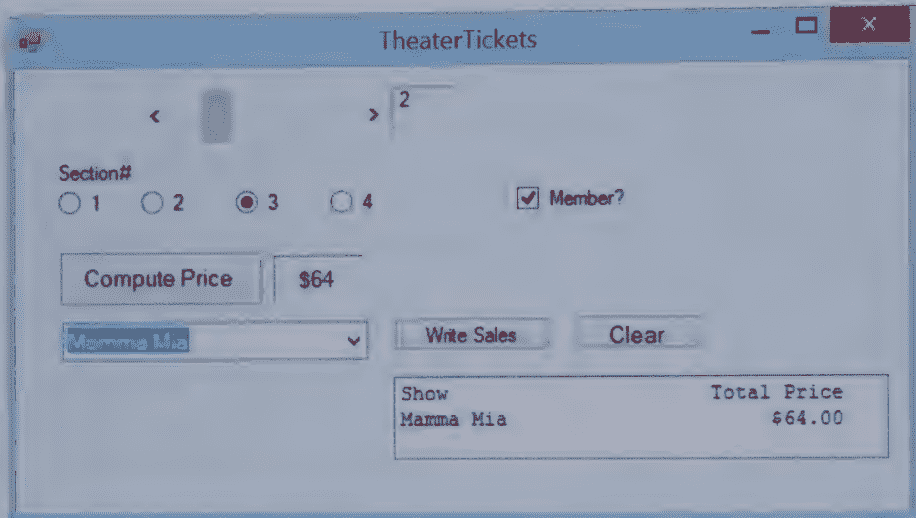 TheaterTickets
2
Section#
1 2 3 4 Member?
Compute Price $64
Mamma Mia Write Sales Clear
Show Total Price
Mamma Mia $64.00